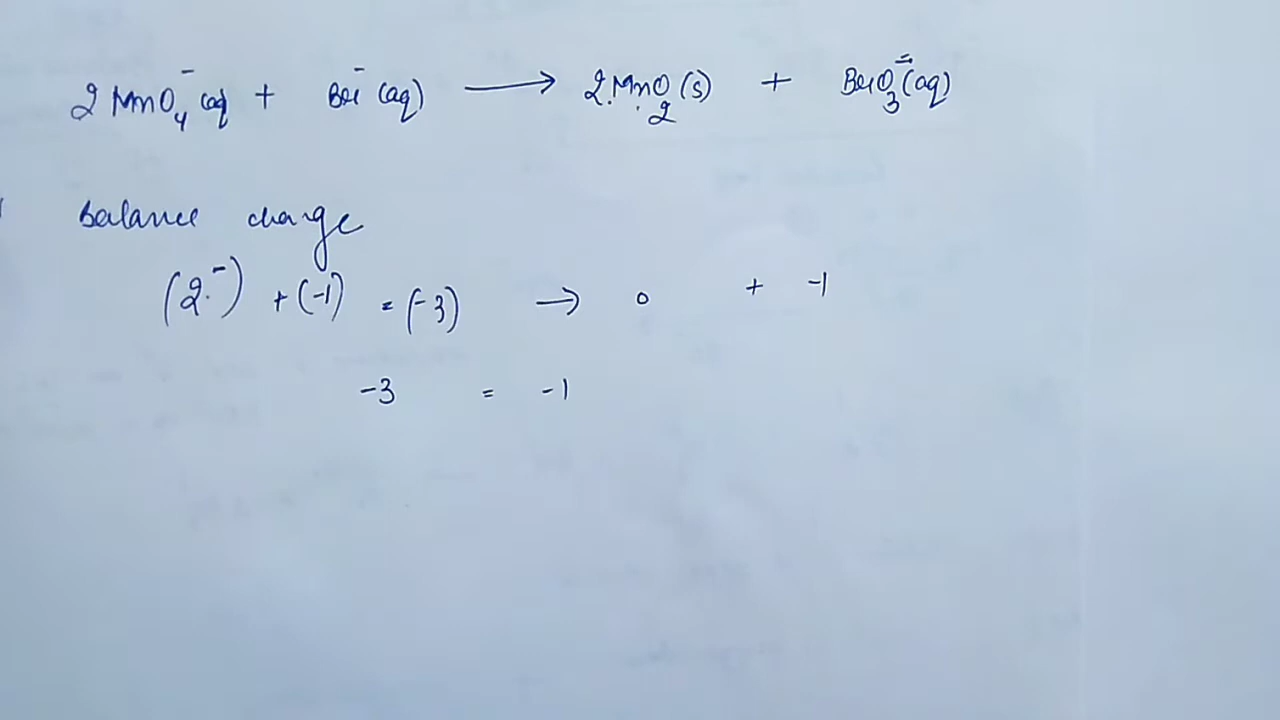 2 MnO₄⁻ (aq) + Br⁻ (aq) ⟶ 2 MnO₂ (s) + BrO₃⁻ (aq)
balance charge
(2⁻) + (-1) = (-3) → 0 + -1
-3 = -1